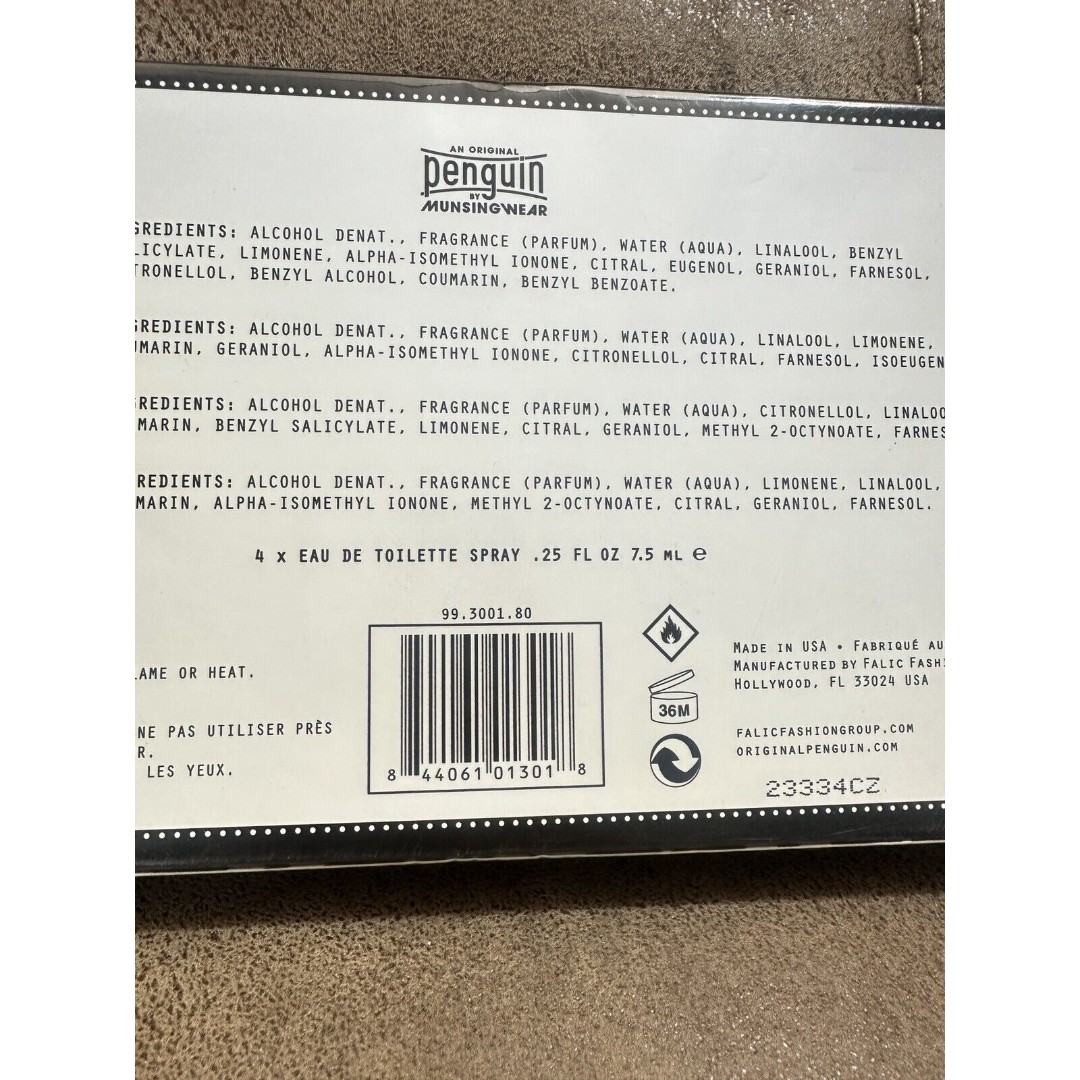 AN ORIGINAL
penguin
BY
MUNSINGWEAR
GREDIENTS: ALCOHOL DENAT., FRAGRANCE (PARFUM), WATER (AQUA), LINALOOL, BENZYL
LICYLATE, LIMONENE, ALPHA-ISOMETHYL IONONE, CITRAL, EUGENOL, GERANIOL, FARNESOL,
TRONELLOL, BENZYL ALCOHOL, COUMARIN, BENZYL BENZOATE.
GREDIENTS: ALCOHOL DENAT., FRAGRANCE (PARFUM), WATER (AQUA), LINALOOL, LIMONENE,
MARIN, GERANIOL, ALPHA-ISOMETHYL IONONE, CITRONELLOL, CITRAL, FARNESOL, ISOEUGEN
REDIENTS: ALCOHOL DENAT., FRAGRANCE (PARFUM), WATER (AQUA), CITRONELLOL, LINALOO
MARIN, BENZYL SALICYLATE, LIMONENE, CITRAL, GERANIOL, METHYL 2-OCTYNOATE, FARNES
REDIENTS: ALCOHOL DENAT., FRAGRANCE (PARFUM), WATER (AQUA), LIMONENE, LINALOOL,
MARIN, ALPHA-ISOMETHYL IONONE, METHYL 2-OCTYNOATE, CITRAL, GERANIOL, FARNESOL.
4 x EAU DE TOILETTE SPRAY .25 FL OZ 7.5 ML e
99.3001.80
8 44061 01301 8
LAME OR HEAT.
NE PAS UTILISER PRÈS
R.
LES YEUX.
36M
MADE IN USA • FABRIQUÉ AU
MANUFACTURED BY FALIC FASHI
HOLLYWOOD, FL 33024 USA
FALICFASHIONGROUP.COM
ORIGINALPENGUIN.COM
23334CZ